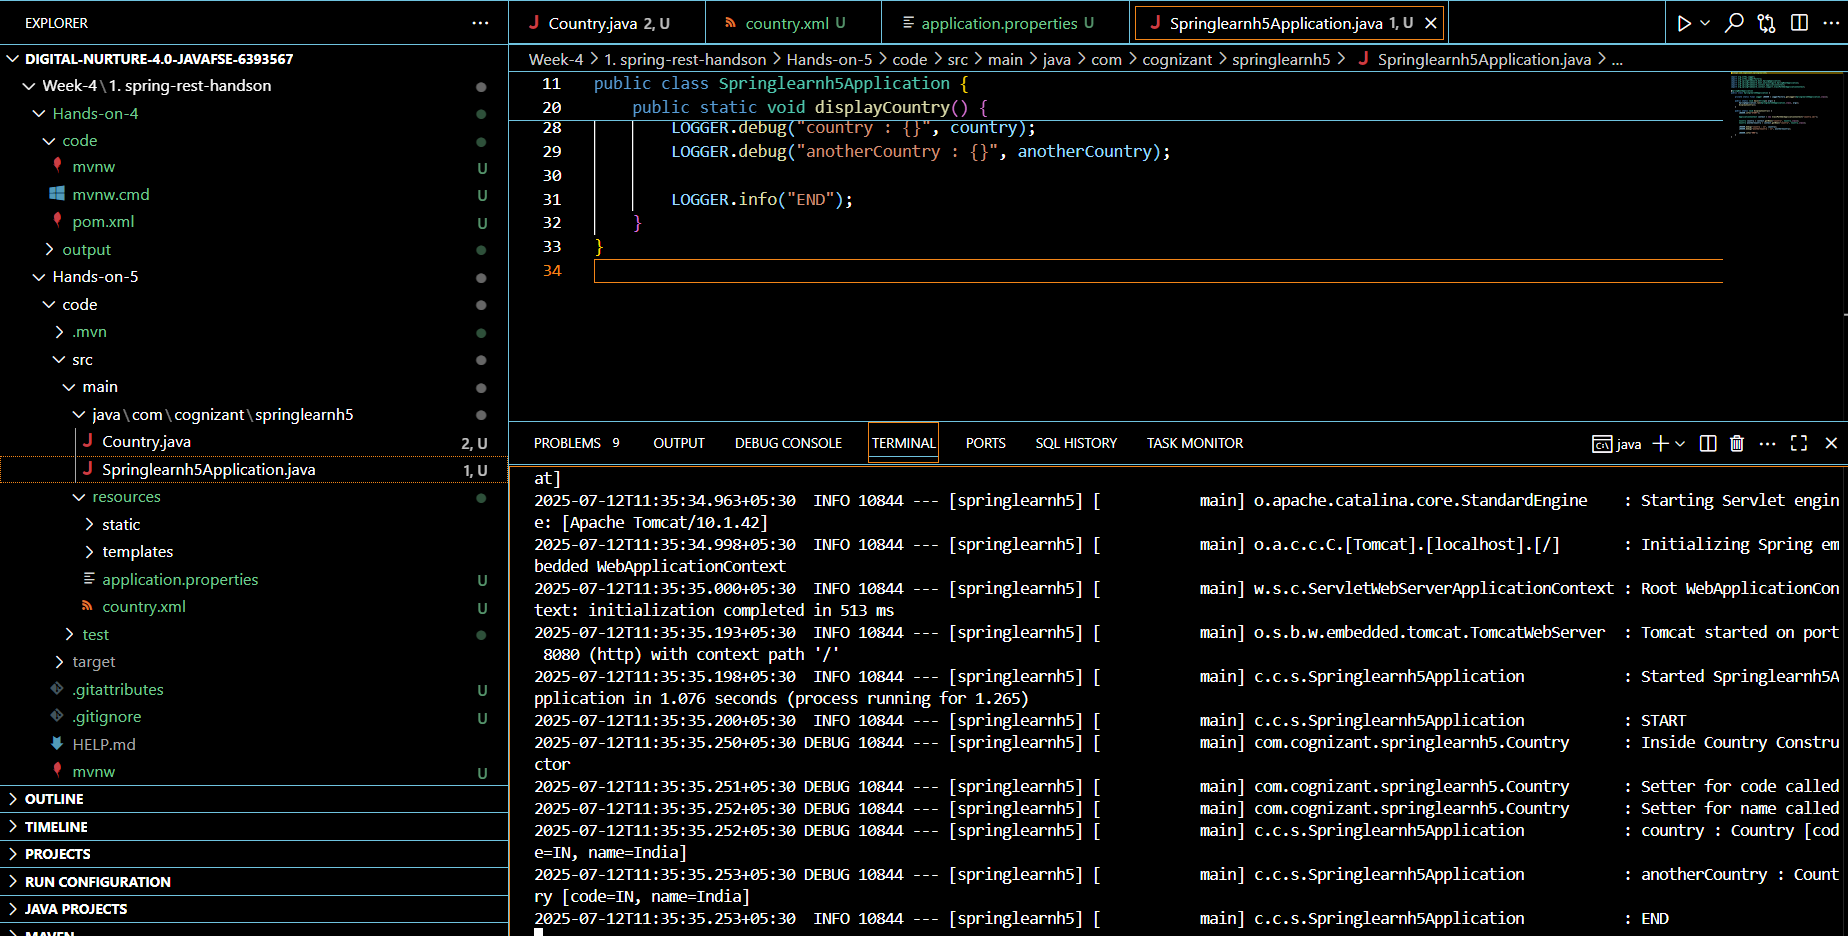 EXPLORER
DIGITAL-NURTURE-4.0-JAVAFSE-6393567
Week-4\1. spring-rest-handson
Hands-on-4
code
mvnw U
mvnw.cmd U
pom.xml U
output
Hands-on-5
code
.mvn
src
main
java\com\cognizant\springlearnh5
Country.java 2, U
Springlearnh5Application.java 1, U
resources
static
templates
application.properties U
country.xml U
test
target
.gitattributes U
.gitignore U
HELP.md
mvnw U
OUTLINE
TIMELINE
PROJECTS
RUN CONFIGURATION
JAVA PROJECTS
MAVEN
Country.java 2, U country.xml U application.properties U Springlearnh5Application.java 1, U
Week-4 > 1. spring-rest-handson > Hands-on-5 > code > src > main > java > com > cognizant > springlearnh5 > Springlearnh5Application.java > ...
11 public class Springlearnh5Application {
20 public static void displayCountry() {
28 LOGGER.debug("country : {}", country);
29 LOGGER.debug("anotherCountry : {}", anotherCountry);
30
31 LOGGER.info("END");
32 }
33 }
34
PROBLEMS 9 OUTPUT DEBUG CONSOLE TERMINAL PORTS SQL HISTORY TASK MONITOR java
at]
2025-07-12T11:35:34.963+05:30  INFO 10844 --- [springlearnh5] [           main] o.apache.catalina.core.StandardEngine    : Starting Servlet engin
e: [Apache Tomcat/10.1.42]
2025-07-12T11:35:34.998+05:30  INFO 10844 --- [springlearnh5] [           main] o.a.c.c.C.[Tomcat].[localhost].[/]       : Initializing Spring em
bedded WebApplicationContext
2025-07-12T11:35:35.000+05:30  INFO 10844 --- [springlearnh5] [           main] w.s.c.ServletWebServerApplicationContext : Root WebApplicationCon
text: initialization completed in 513 ms
2025-07-12T11:35:35.193+05:30  INFO 10844 --- [springlearnh5] [           main] o.s.b.w.embedded.tomcat.TomcatWebServer  : Tomcat started on port
 8080 (http) with context path '/'
2025-07-12T11:35:35.198+05:30  INFO 10844 --- [springlearnh5] [           main] c.c.s.Springlearnh5Application           : Started Springlearnh5A
pplication in 1.076 seconds (process running for 1.265)
2025-07-12T11:35:35.200+05:30  INFO 10844 --- [springlearnh5] [           main] c.c.s.Springlearnh5Application           : START
2025-07-12T11:35:35.250+05:30 DEBUG 10844 --- [springlearnh5] [           main] com.cognizant.springlearnh5.Country      : Inside Country Constru
ctor
2025-07-12T11:35:35.251+05:30 DEBUG 10844 --- [springlearnh5] [           main] com.cognizant.springlearnh5.Country      : Setter for code called
2025-07-12T11:35:35.252+05:30 DEBUG 10844 --- [springlearnh5] [           main] com.cognizant.springlearnh5.Country      : Setter for name called
2025-07-12T11:35:35.252+05:30 DEBUG 10844 --- [springlearnh5] [           main] c.c.s.Springlearnh5Application           : country : Country [cod
e=IN, name=India]
2025-07-12T11:35:35.253+05:30 DEBUG 10844 --- [springlearnh5] [           main] c.c.s.Springlearnh5Application           : anotherCountry : Count
ry [code=IN, name=India]
2025-07-12T11:35:35.253+05:30  INFO 10844 --- [springlearnh5] [           main] c.c.s.Springlearnh5Application           : END